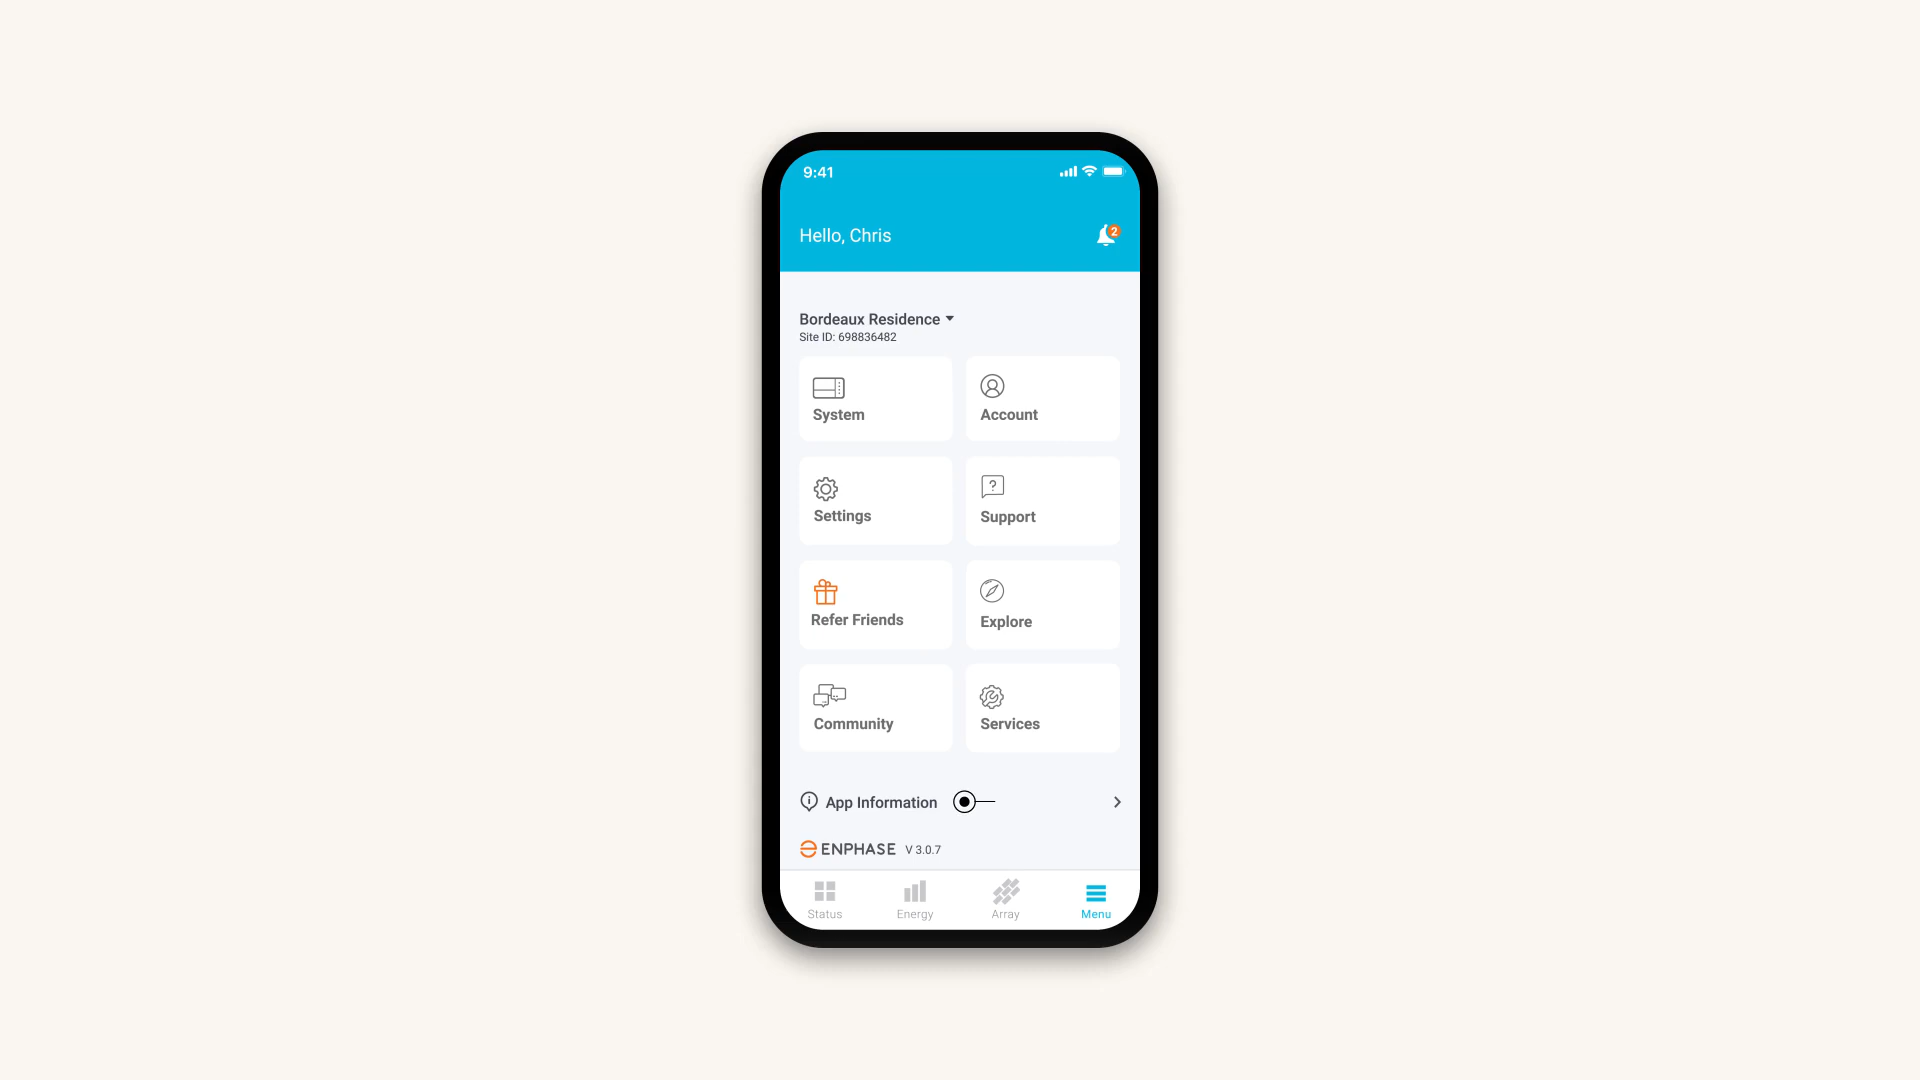 9:41
Hello, Chris
2
Bordeaux Residence
Site ID: 698836482
System
Account
Settings
Support
Refer Friends
Explore
Community
Services
App Information
ENPHASE V 3.0.7
Status
Energy
Array
Menu